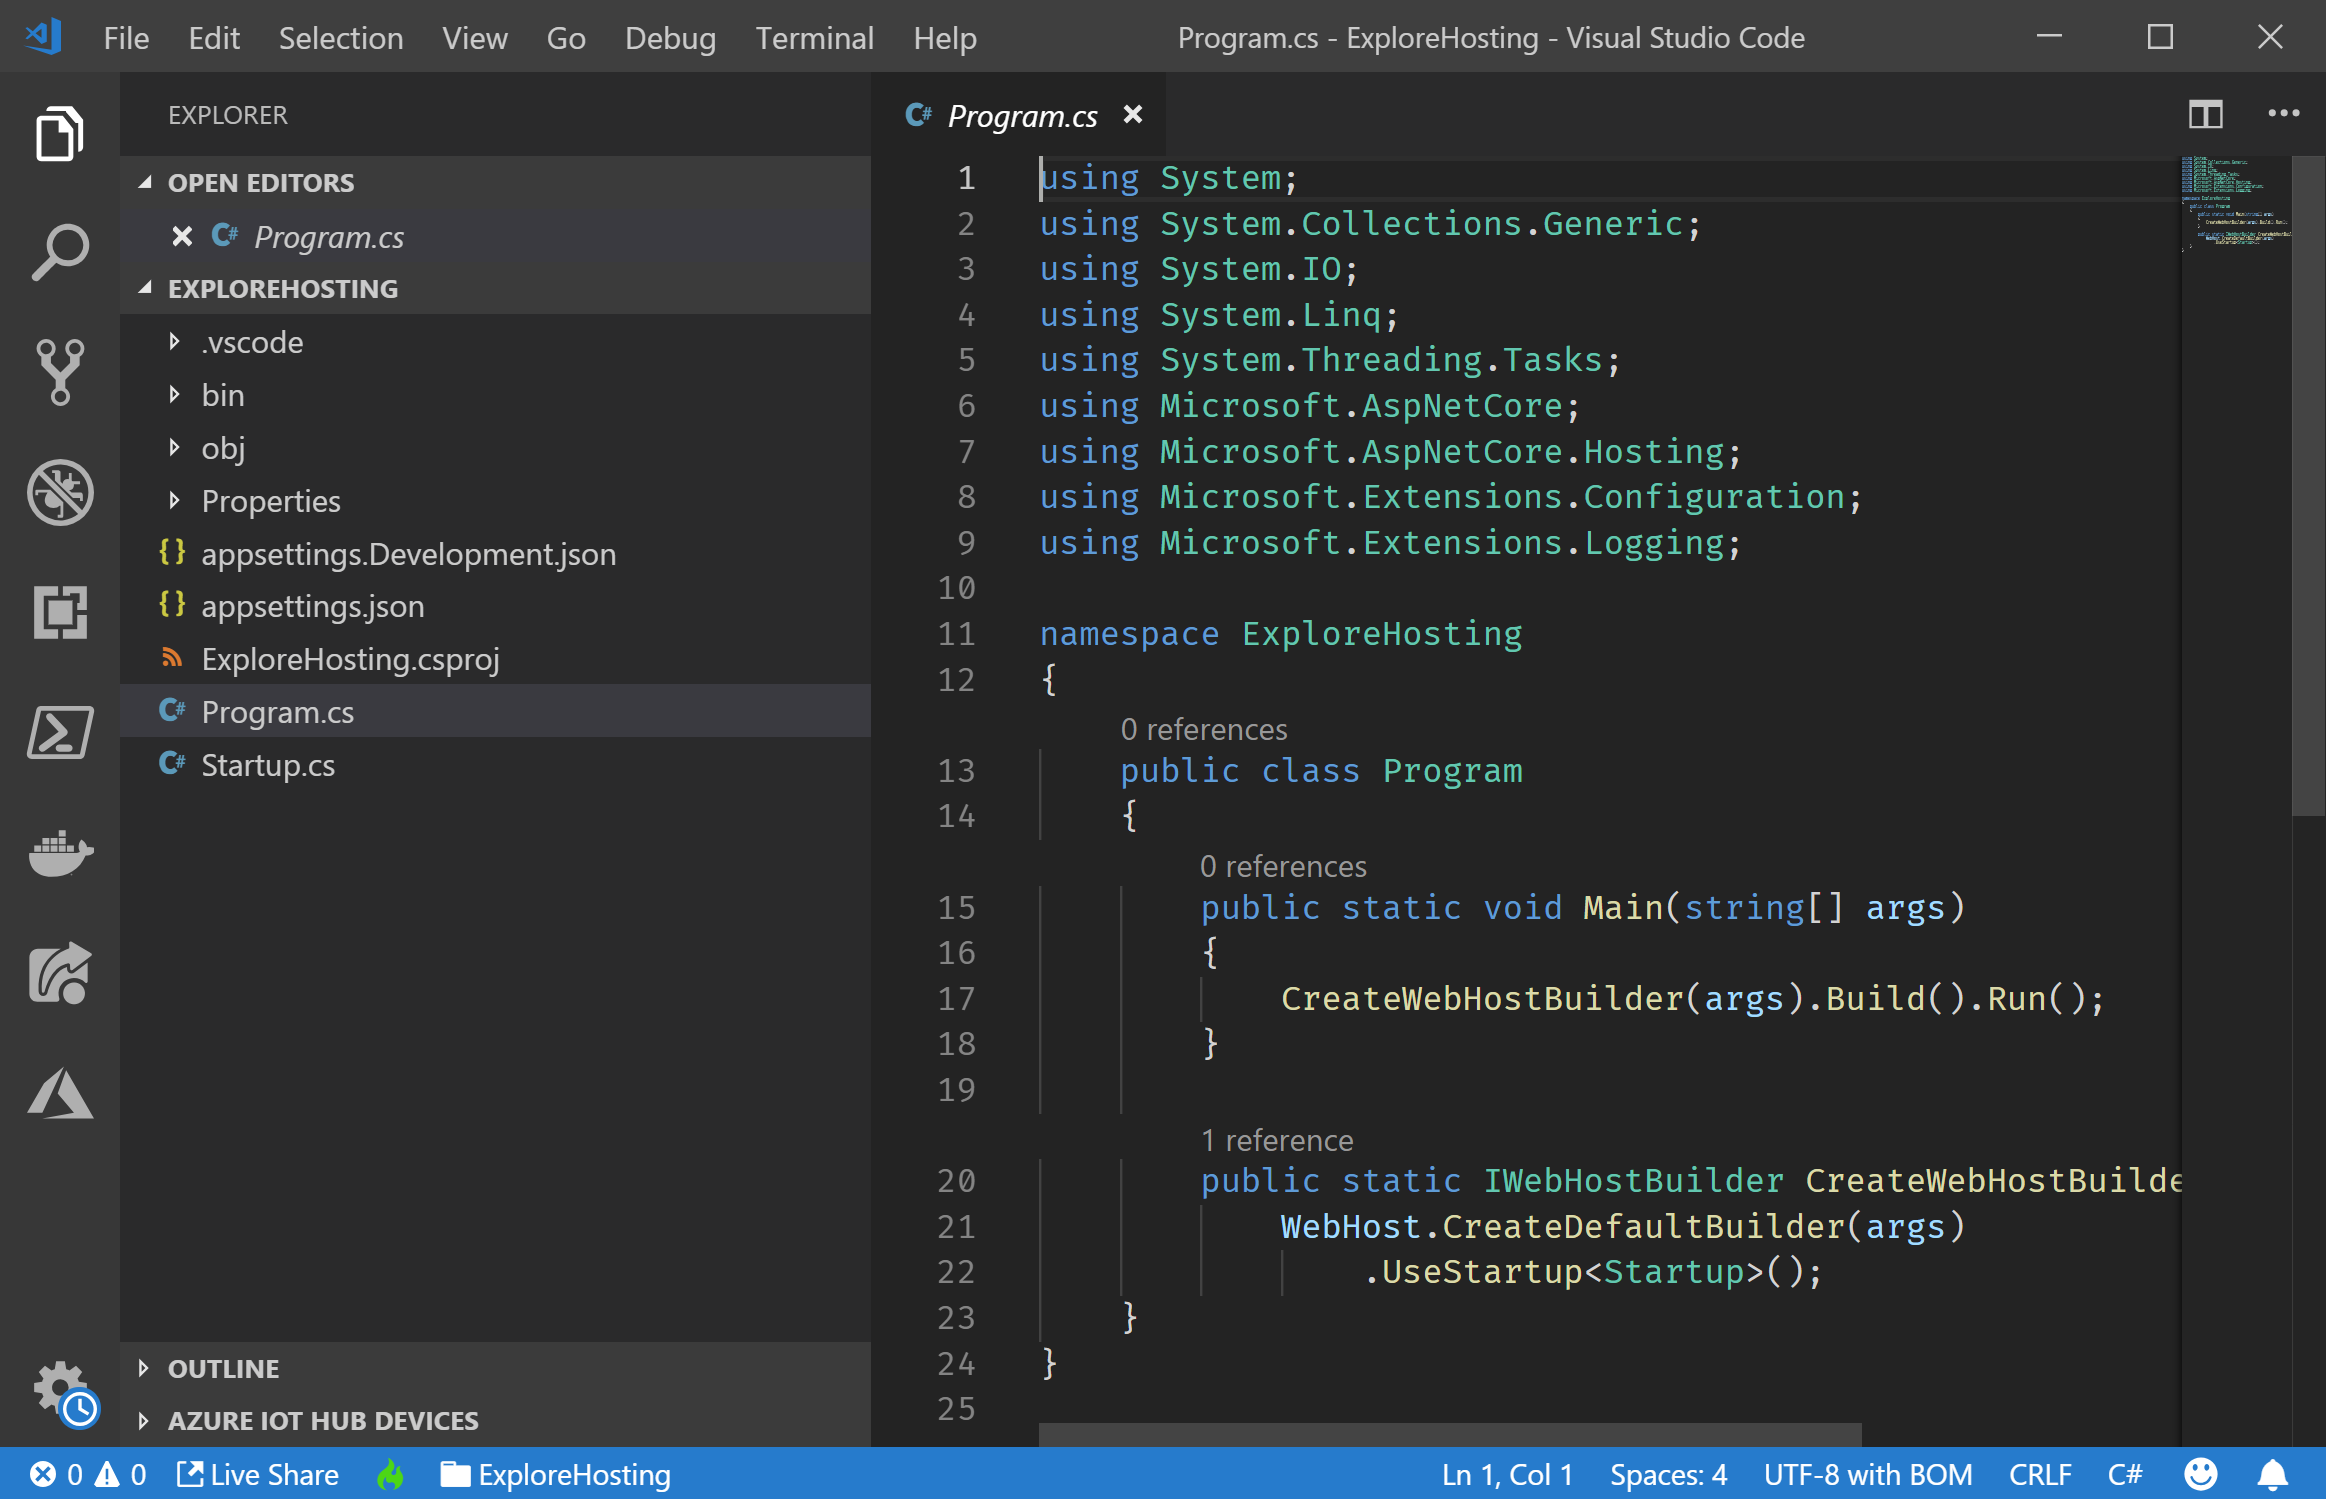 File Edit Selection View Go Debug Terminal Help Program.cs - ExploreHosting - Visual Studio Code
EXPLORER
OPEN EDITORS
C# Program.cs
EXPLOREHOSTING
.vscode
bin
obj
Properties
{ } appsettings.Development.json
{ } appsettings.json
ExploreHosting.csproj
C# Program.cs
C# Startup.cs
OUTLINE
AZURE IOT HUB DEVICES
C# Program.cs
1 using System;
2 using System.Collections.Generic;
3 using System.IO;
4 using System.Linq;
5 using System.Threading.Tasks;
6 using Microsoft.AspNetCore;
7 using Microsoft.AspNetCore.Hosting;
8 using Microsoft.Extensions.Configuration;
9 using Microsoft.Extensions.Logging;
10
11 namespace ExploreHosting
12 {
0 references
13 public class Program
14 {
0 references
15 public static void Main(string[] args)
16 {
17 CreateWebHostBuilder(args).Build().Run();
18 }
19
1 reference
20 public static IWebHostBuilder CreateWebHostBuilde
21 WebHost.CreateDefaultBuilder(args)
22 .UseStartup<Startup>();
23 }
24 }
25
0 0 Live Share ExploreHosting Ln 1, Col 1 Spaces: 4 UTF-8 with BOM CRLF C#